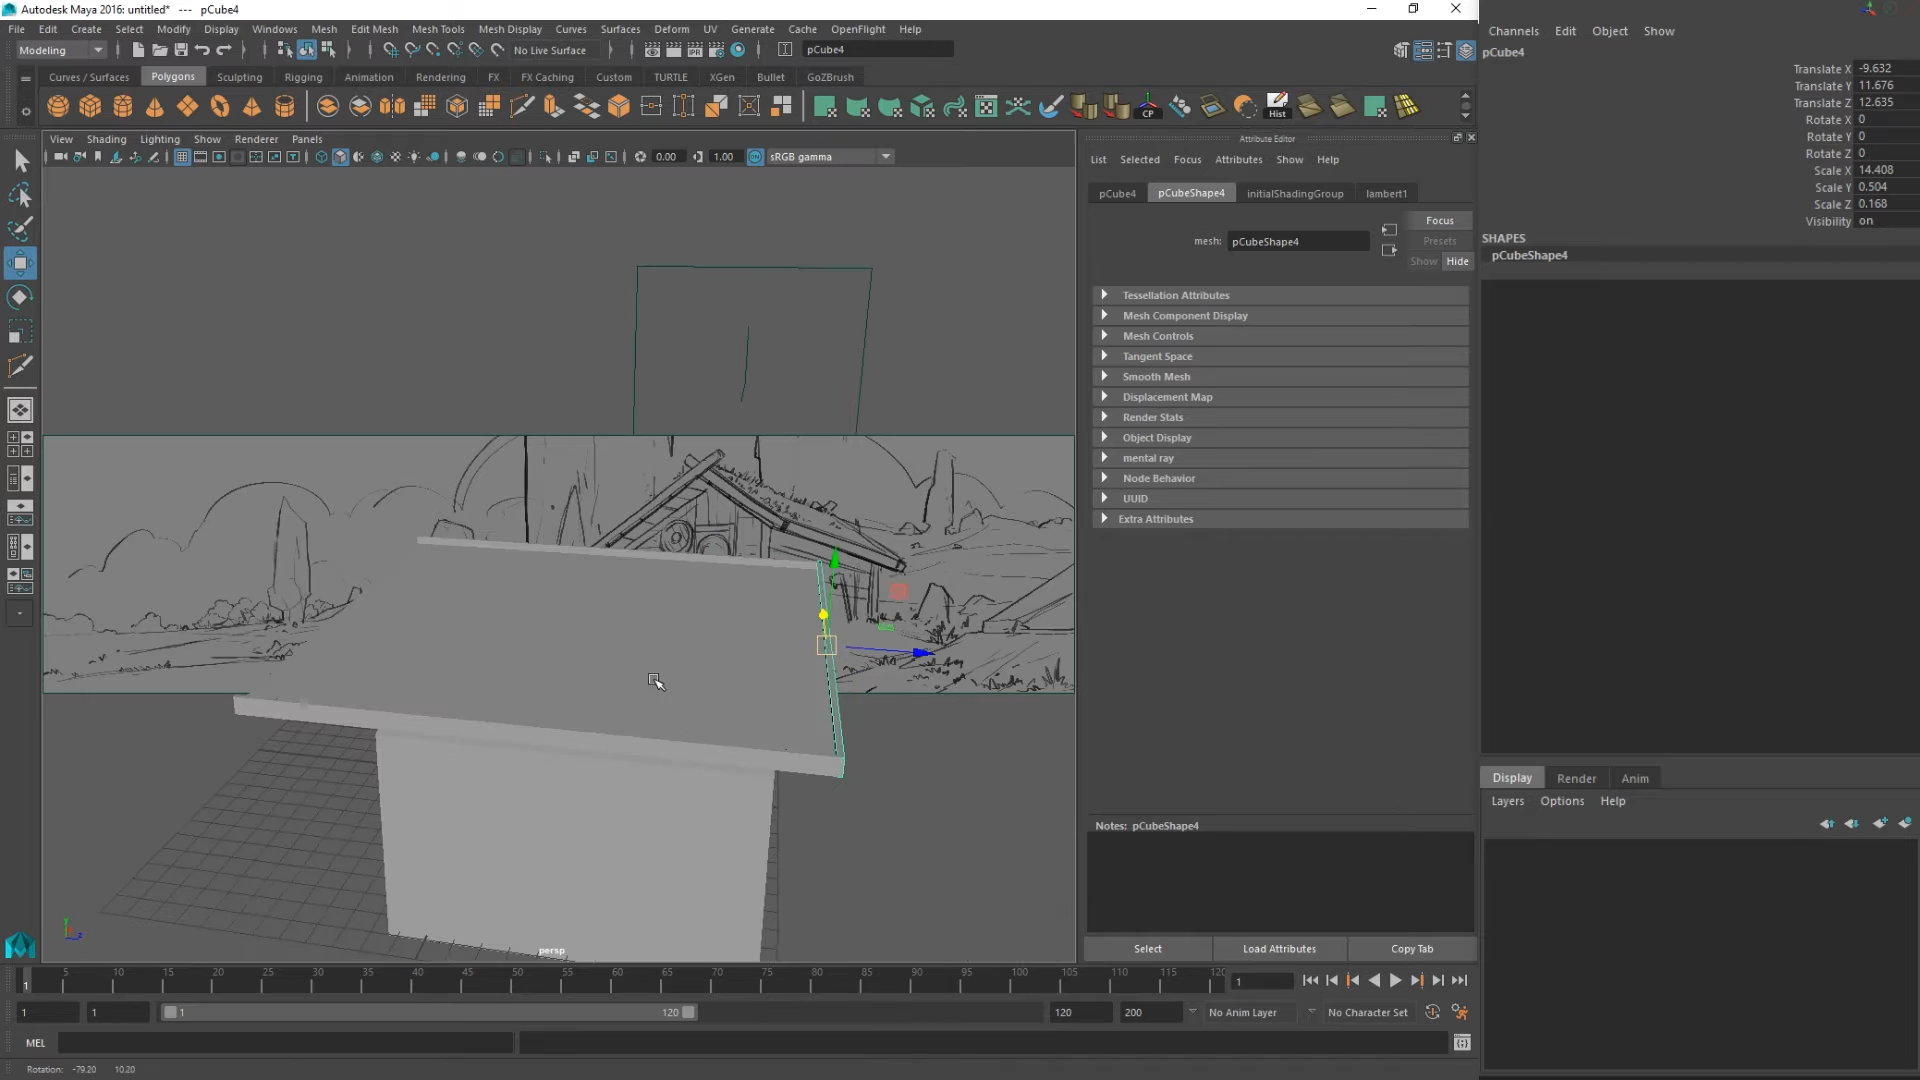 Autodesk Maya 2016: untitled* --- pCube4
File Edit Create Select Modify Display Windows Mesh Edit Mesh Mesh Tools Mesh Display Curves Surfaces Deform UV Generate Cache OpenFlight Help
Modeling No Live Surface pCube4
Curves / Surfaces Polygons Sculpting Rigging Animation Rendering FX FX Caching Custom TURTLE XGen Bullet GoZBrush
CP Hist
View Shading Lighting Show Renderer Panels
0.00 1.00 sRGB gamma
persp
Attribute Editor
List Selected Focus Attributes Show Help
pCube4 pCubeShape4 initialShadingGroup lambert1
mesh: pCubeShape4
Focus
Presets
Show Hide
Tessellation Attributes
Mesh Component Display
Mesh Controls
Tangent Space
Smooth Mesh
Displacement Map
Render Stats
Object Display
mental ray
Node Behavior
UUID
Extra Attributes
Notes: pCubeShape4
Select Load Attributes Copy Tab
Channels Edit Object Show
pCube4
Translate X -9.632
Translate Y 11.676
Translate Z 12.635
Rotate X 0
Rotate Y 0
Rotate Z 0
Scale X 14.408
Scale Y 0.504
Scale Z 0.168
Visibility on
SHAPES
pCubeShape4
Display Render Anim
Layers Options Help
1 5 10 15 20 25 30 35 40 45 50 55 60 65 70 75 80 85 90 95 100 105 110 115 120 1
1 1 1 120 120 200 No Anim Layer No Character Set
MEL
Rotation: -79.20 10.20